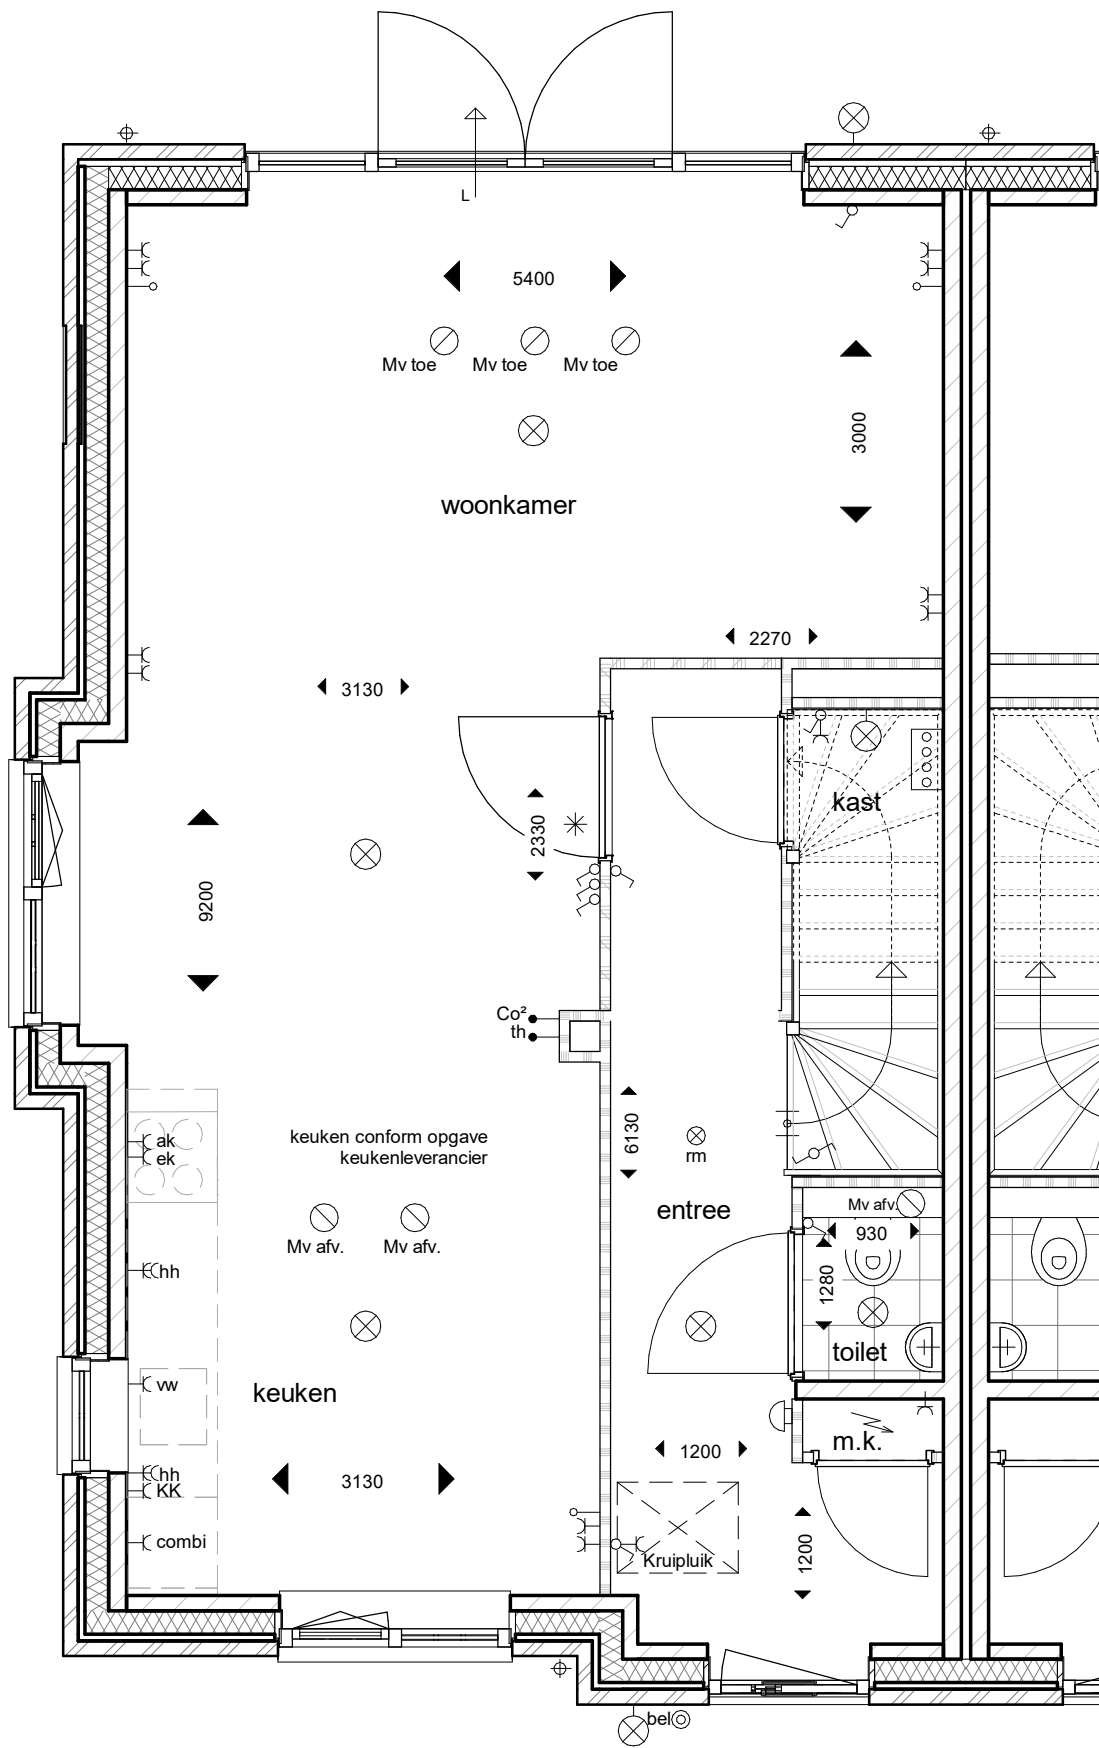 L
5400
Mv toe Mv toe Mv toe
3000
woonkamer
2270
3130
kast
2330
9200
Co²
th
6130
keuken conform opgave
keukenleverancier
ak
ek
rm
entree
Mv afv.
930
Mv afv. Mv afv.
hh
1280
toilet
vw
keuken
m.k.
1200
hh
3130
KK
combi
1200
Kruipluik
bel